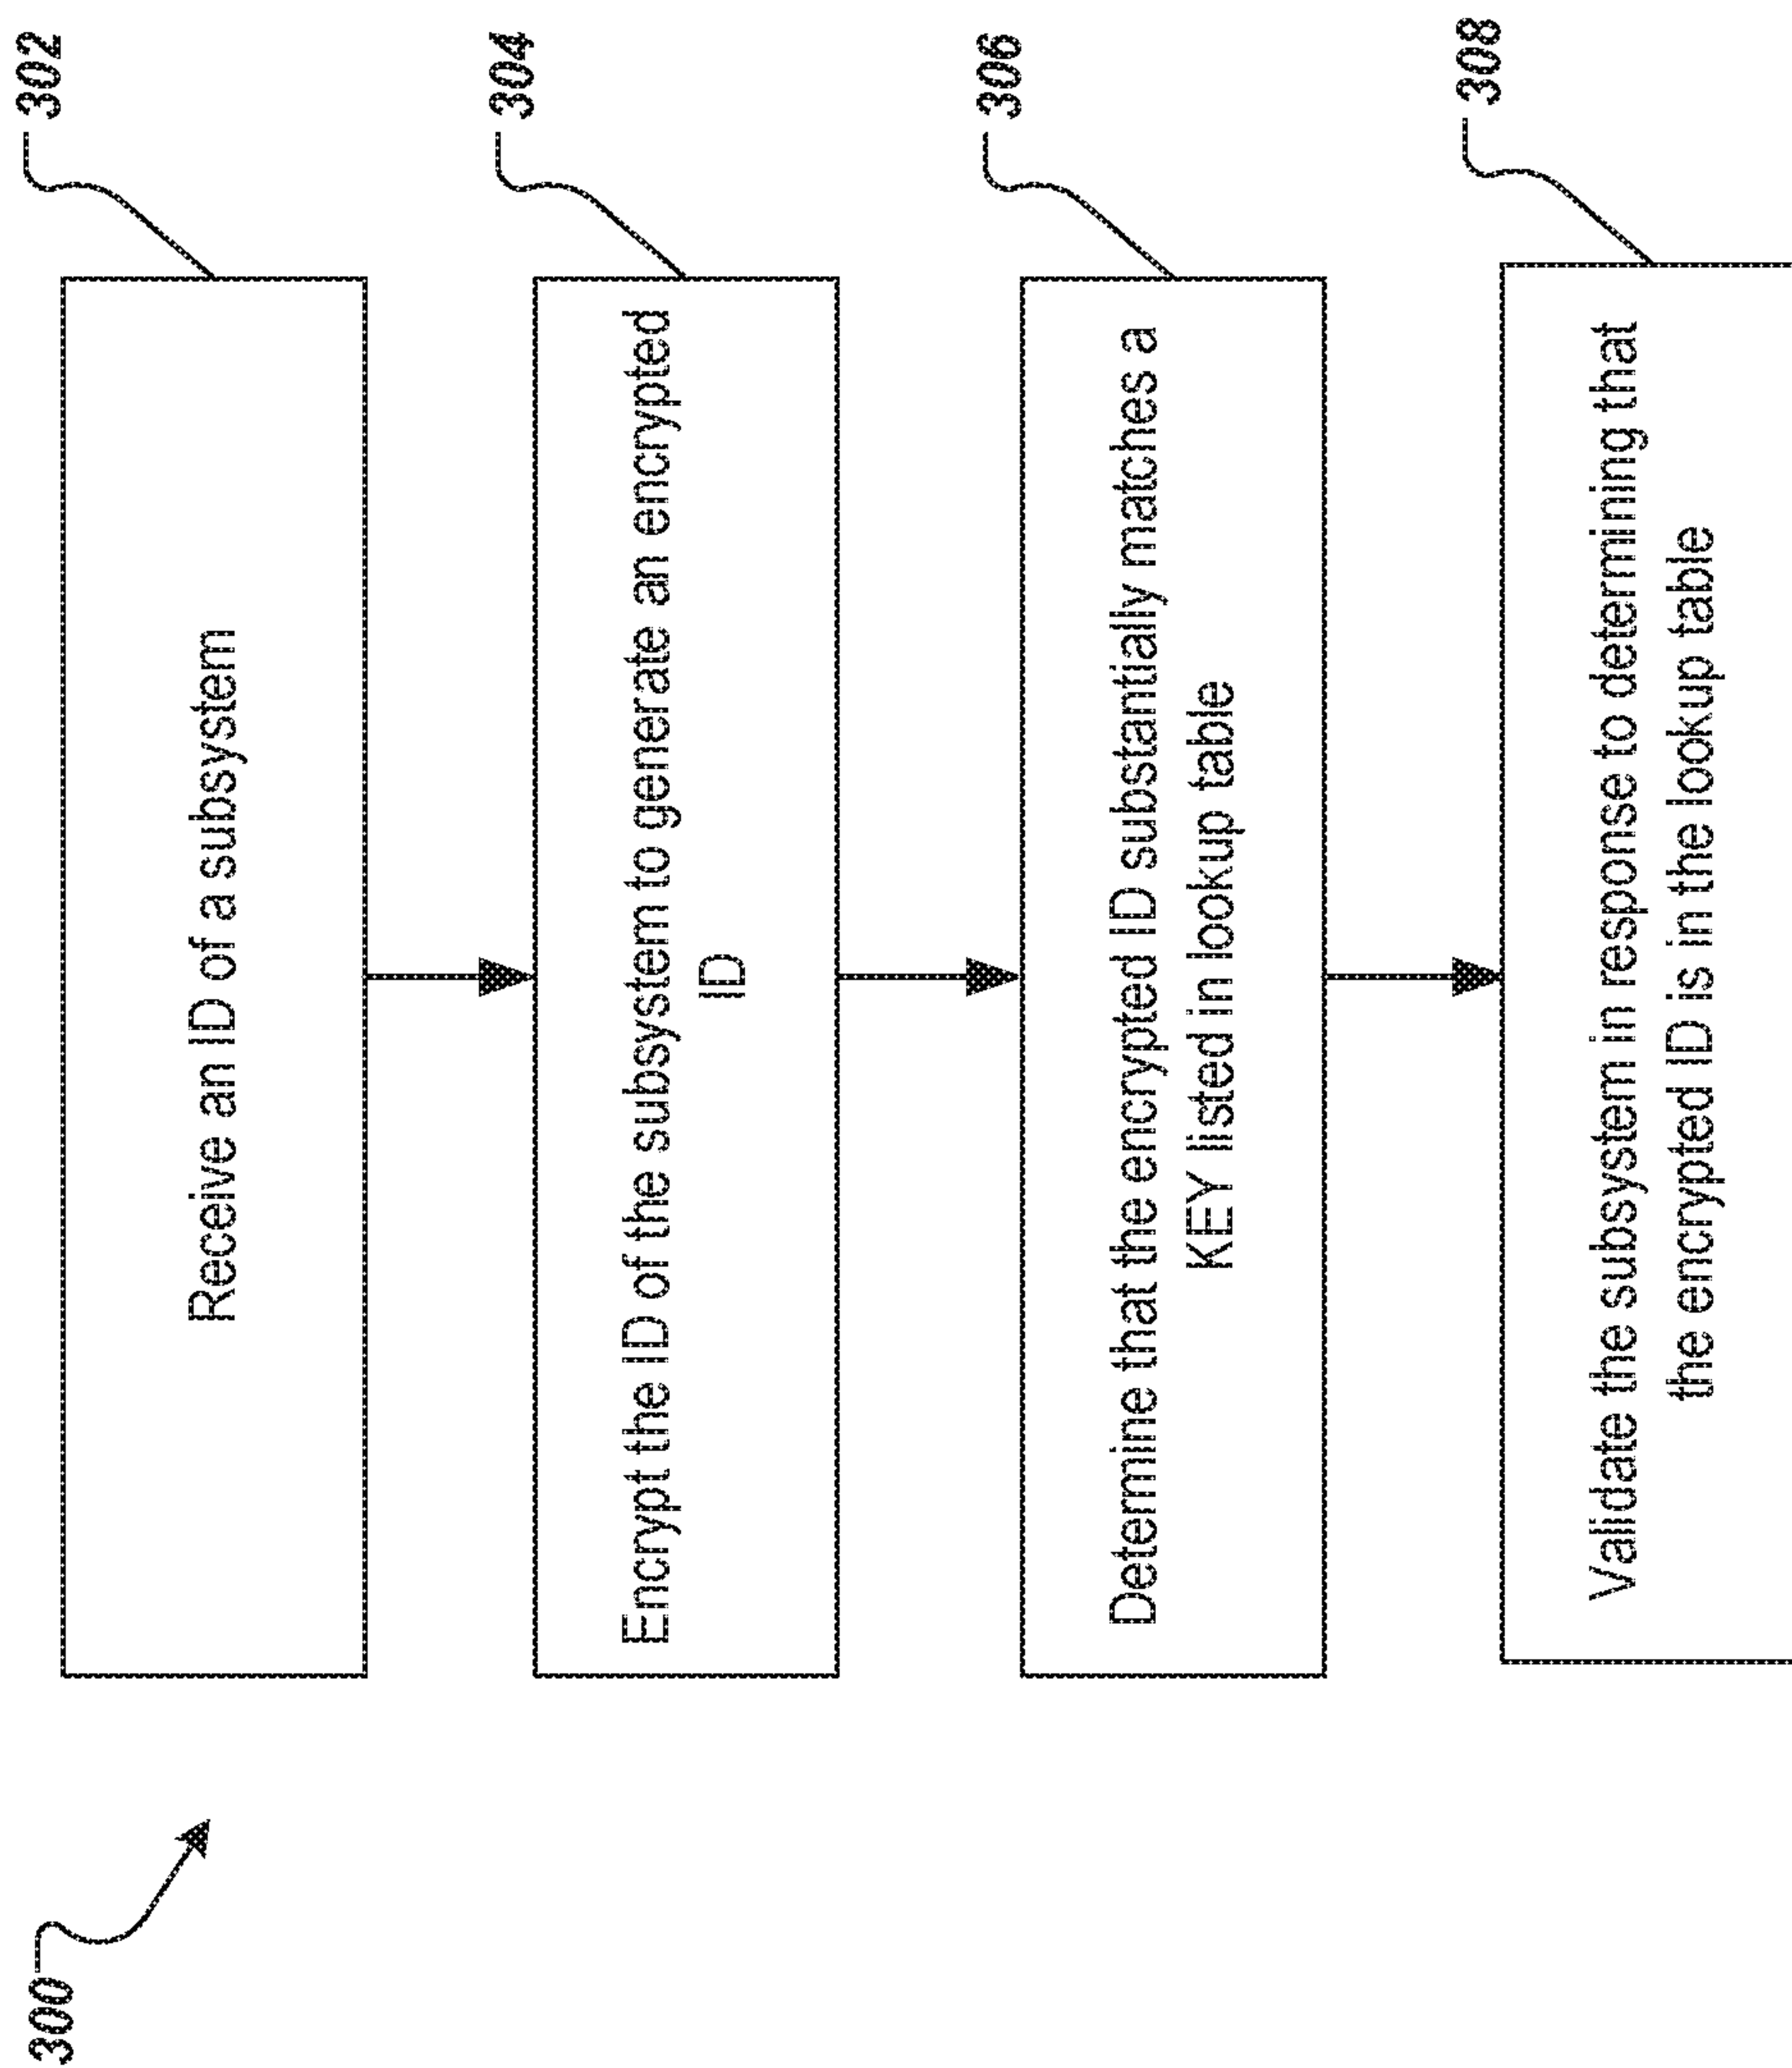 300
302
Receive an ID of a subsystem
304
Encrypt the ID of the subsystem to generate an encrypted
ID
306
Determine that the encrypted ID substantially matches a
KEY listed in lookup table
308
Validate the subsystem in response to determining that
the encrypted ID is in the lookup table